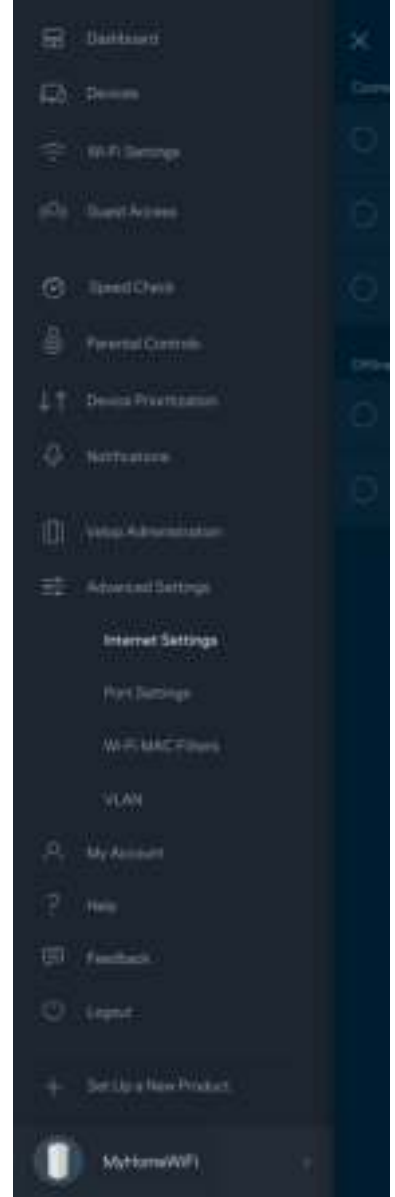 Dashboard
Devices
Wi-Fi Settings
Guest Access
Speed Check
Parental Controls
Device Prioritization
Notifications
Velop Administration
Advanced Settings
Internet Settings
Port Settings
Wi-Fi MAC Filters
VLAN
My Account
Help
Feedback
Logout
Set Up a New Product
MyHomeWiFi